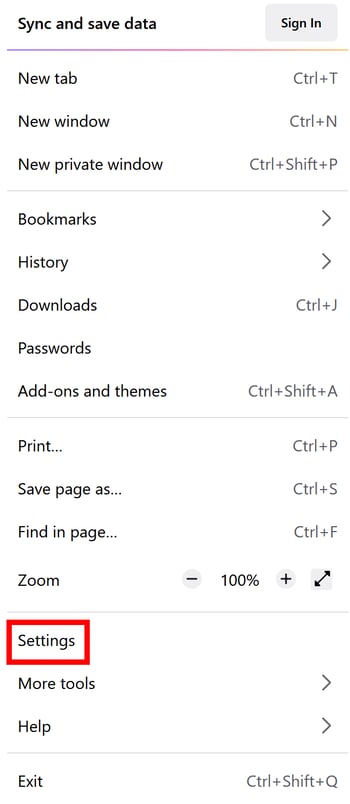 Sync and save data Sign In
New tab Ctrl+T
New window Ctrl+N
New private window Ctrl+Shift+P
Bookmarks
History
Downloads Ctrl+J
Passwords
Add-ons and themes Ctrl+Shift+A
Print... Ctrl+P
Save page as... Ctrl+S
Find in page... Ctrl+F
Zoom − 100% +
Settings
More tools
Help
Exit Ctrl+Shift+Q